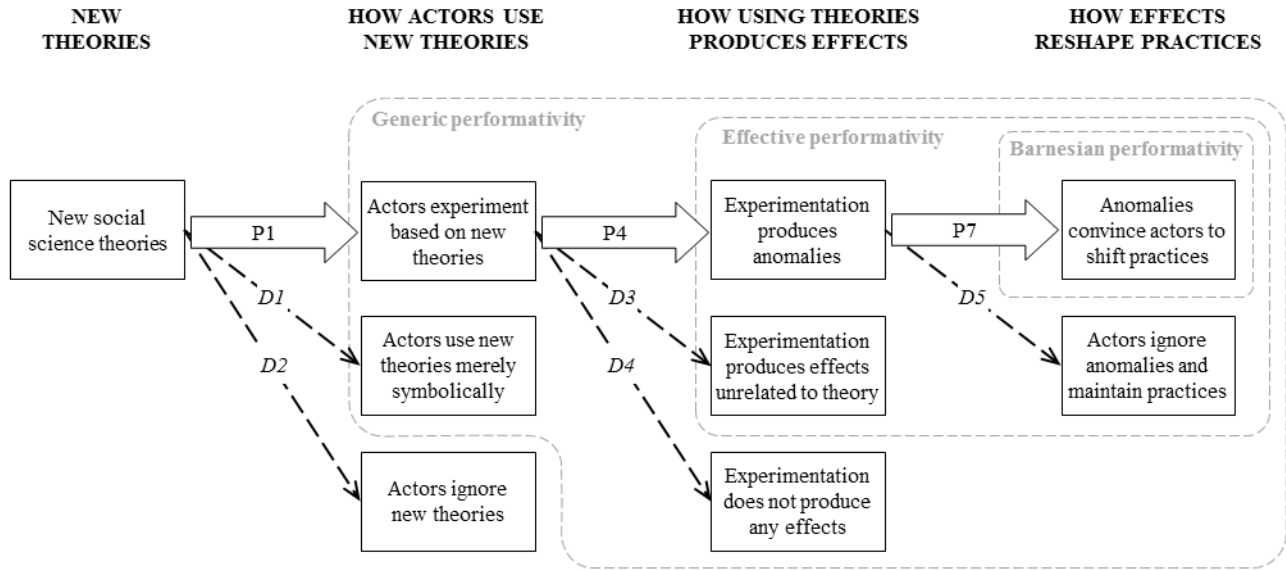 NEW
THEORIES
HOW ACTORS USE
NEW THEORIES
HOW USING THEORIES
PRODUCES EFFECTS
HOW EFFECTS
RESHAPE PRACTICES
Generic performativity
Effective performativity
Barnesian performativity
New social
science theories
P1
Actors experiment
based on new
theories
P4
Experimentation
produces
anomalies
P7
Anomalies
convince actors to
shift practices
D1
D2
Actors use new
theories merely
symbolically
D3
D4
Experimentation
produces effects
unrelated to theory
D5
Actors ignore
anomalies and
maintain practices
Actors ignore
new theories
Experimentation
does not produce
any effects